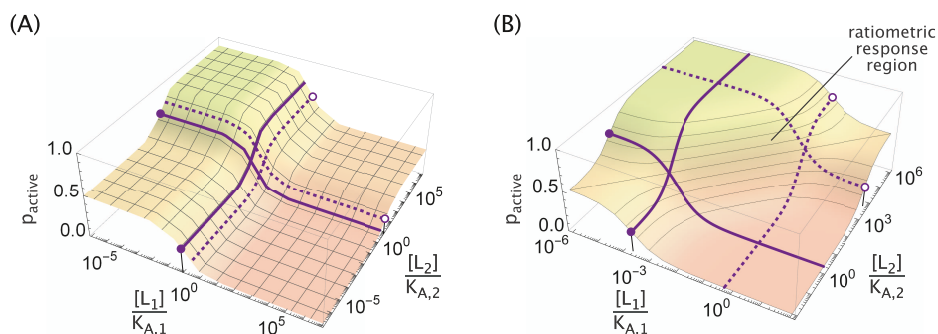 (A)
1.0
0.5
0.0
p_active
10^-5
10^0
10^5
[L_1]
K_A,1
10^-5
10^0
10^5
[L_2]
K_A,2
(B)
ratiometric
response
region
1.0
0.5
0.0
p_active
10^-6
10^-3
10^0
[L_1]
K_A,1
10^0
10^3
10^6
[L_2]
K_A,2